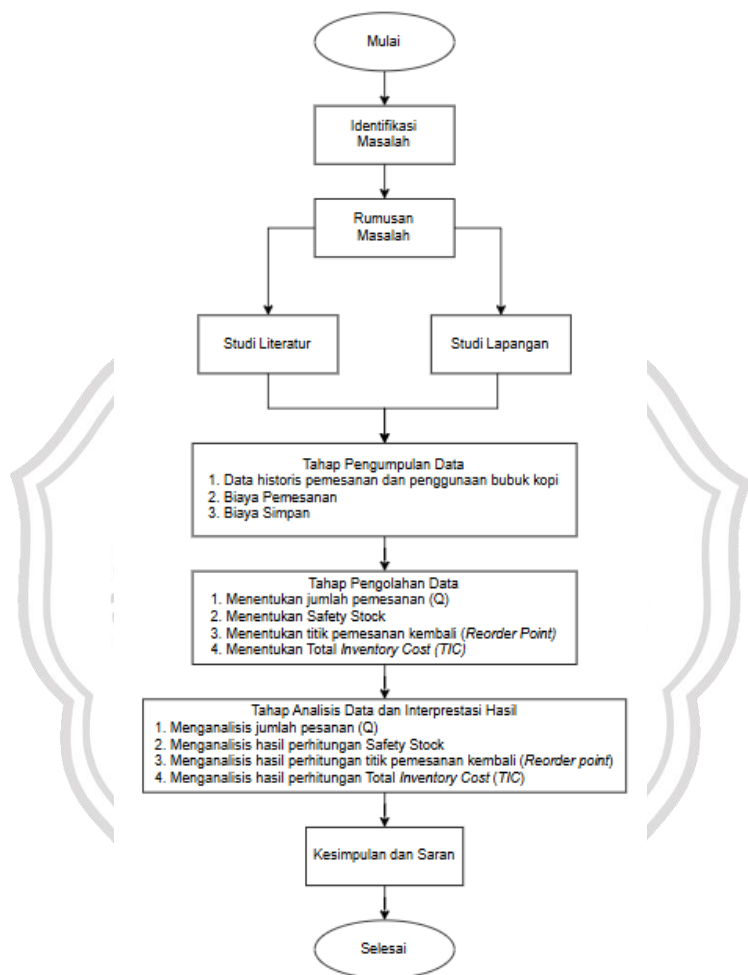 Mulai
Identifikasi
Masalah
Rumusan
Masalah
Studi Literatur
Studi Lapangan
Tahap Pengumpulan Data
1. Data historis pemesanan dan penggunaan bubuk kopi
2. Biaya Pemesanan
3. Biaya Simpan
Tahap Pengolahan Data
1. Menentukan jumlah pemesanan (Q)
2. Menentukan Safety Stock
3. Menentukan titik pemesanan kembali (Reorder Point)
4. Menentukan Total Inventory Cost (TIC)
Tahap Analisis Data dan Interprestasi Hasil
1. Menganalisis jumlah pesanan (Q)
2. Menganalisis hasil perhitungan Safety Stock
3. Menganalisis hasil perhitungan titik pemesanan kembali (Reorder point)
4. Menganalisis hasil perhitungan Total Inventory Cost (TIC)
Kesimpulan dan Saran
Selesai